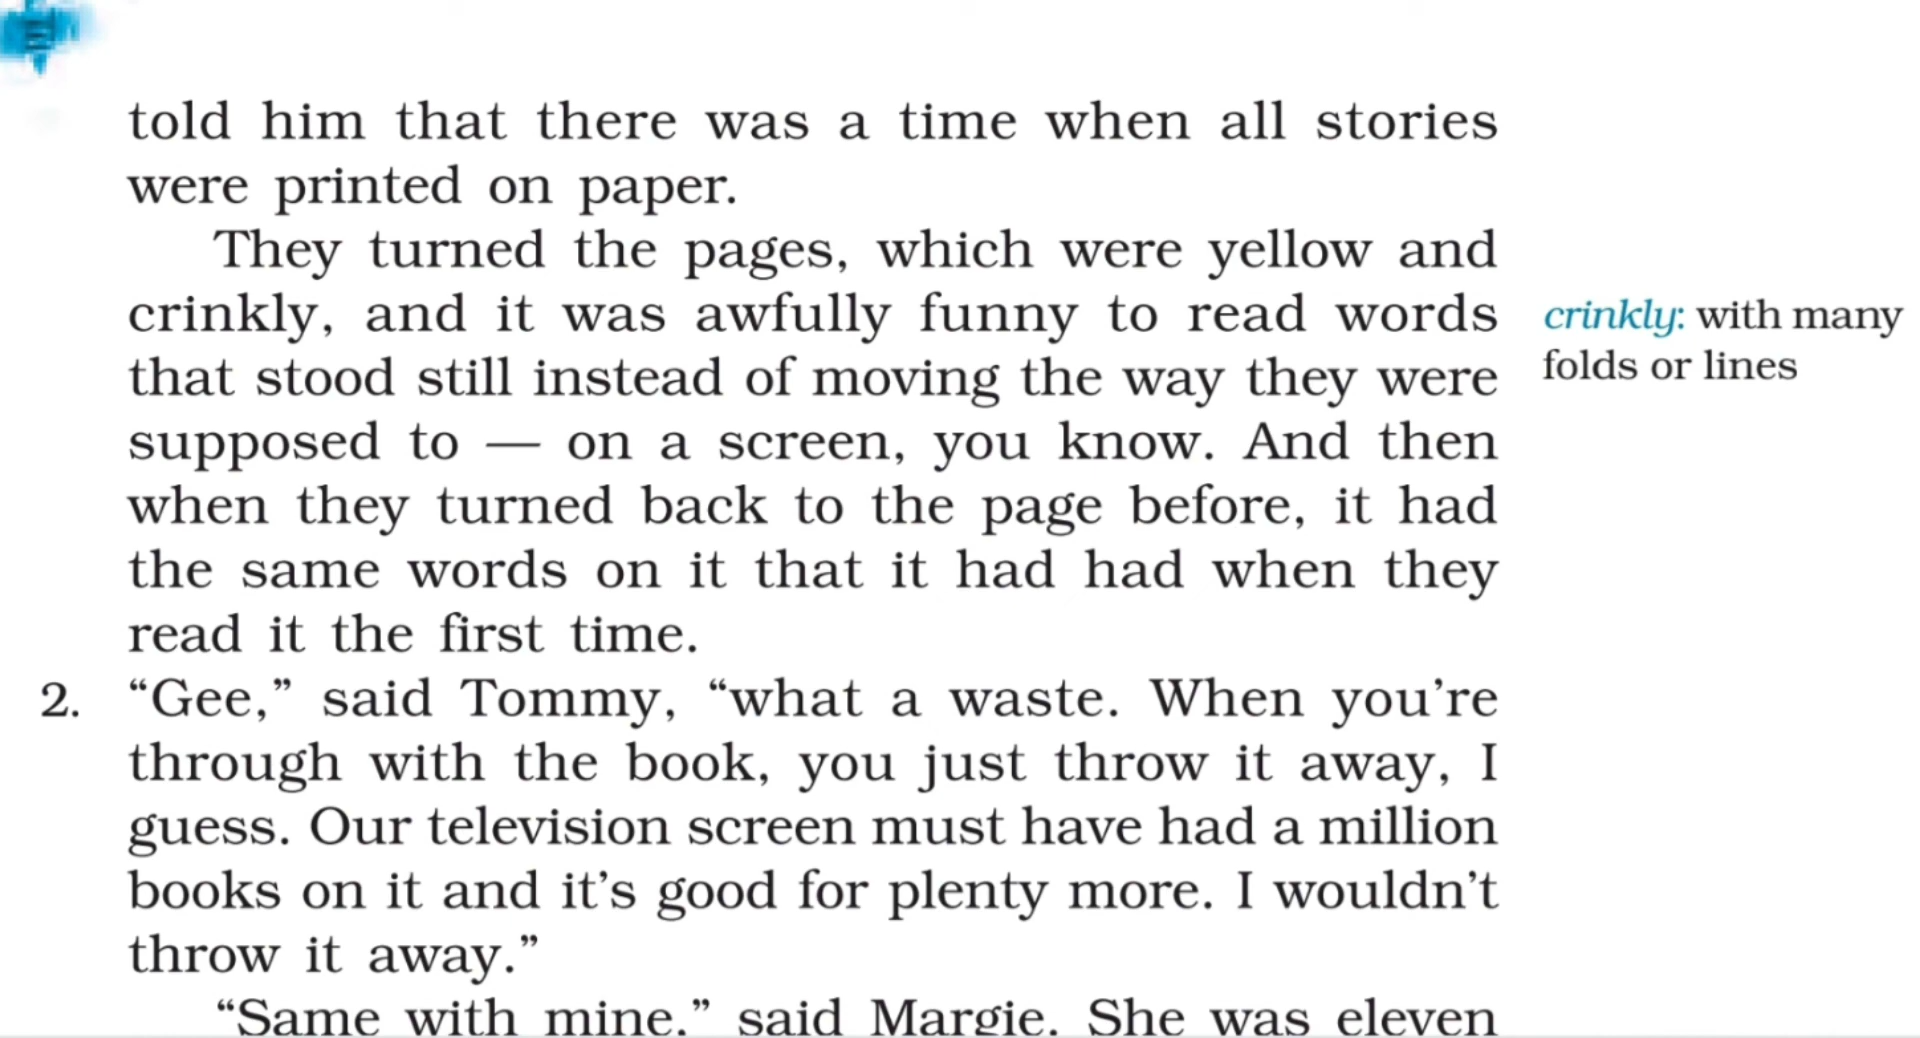 told him that there was a time when all stories
were printed on paper.
They turned the pages, which were yellow and
crinkly, and it was awfully funny to read words
that stood still instead of moving the way they were
supposed to — on a screen, you know. And then
when they turned back to the page before, it had
the same words on it that it had had when they
read it the first time.
2. “Gee,” said Tommy, “what a waste. When you’re
through with the book, you just throw it away, I
guess. Our television screen must have had a million
books on it and it’s good for plenty more. I wouldn’t
throw it away.”
“Same with mine,” said Margie. She was eleven
crinkly: with many
folds or lines